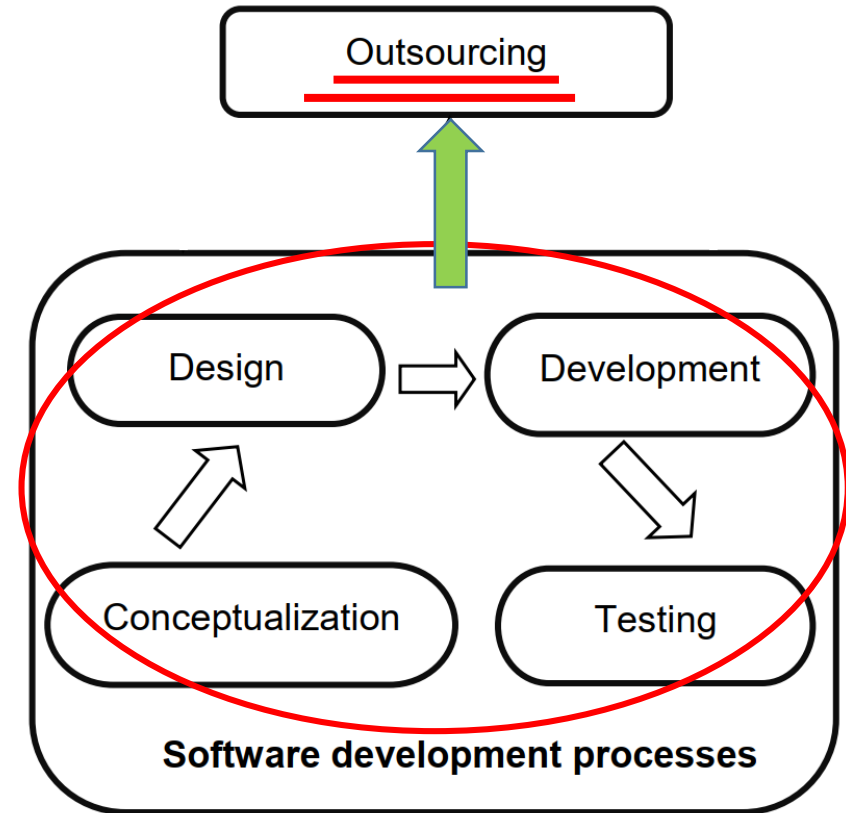 Outsourcing
Design
Development
Conceptualization
Testing
Software development processes